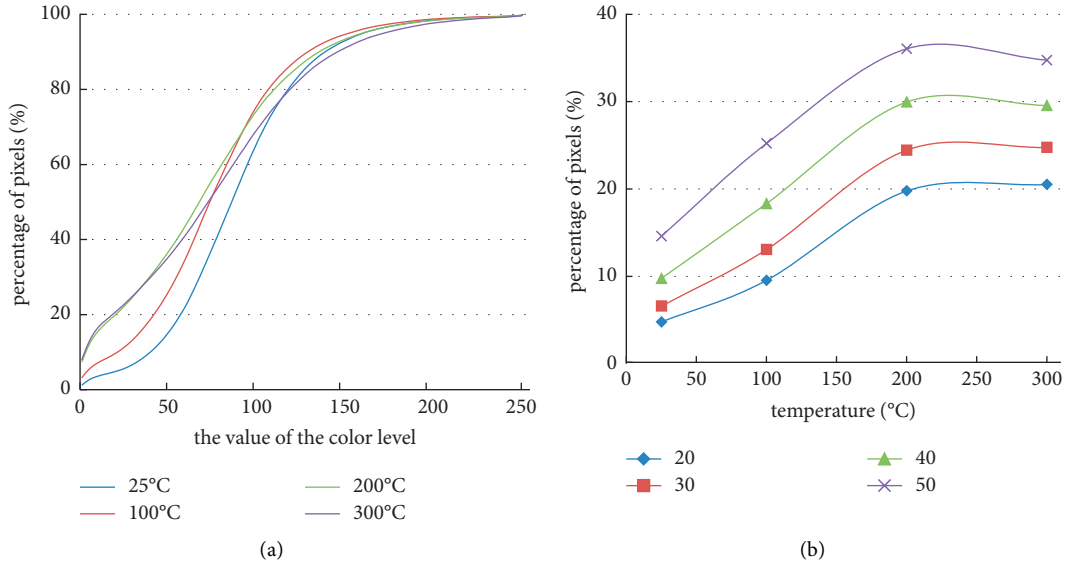 percentage of pixels (%)
100
80
60
40
20
0
0 50 100 150 200 250
the value of the color level
25°C 200°C
100°C 300°C
(a)
percentage of pixels (%)
40
30
20
10
0
0 50 100 150 200 250 300
temperature (°C)
20 40
30 50
(b)